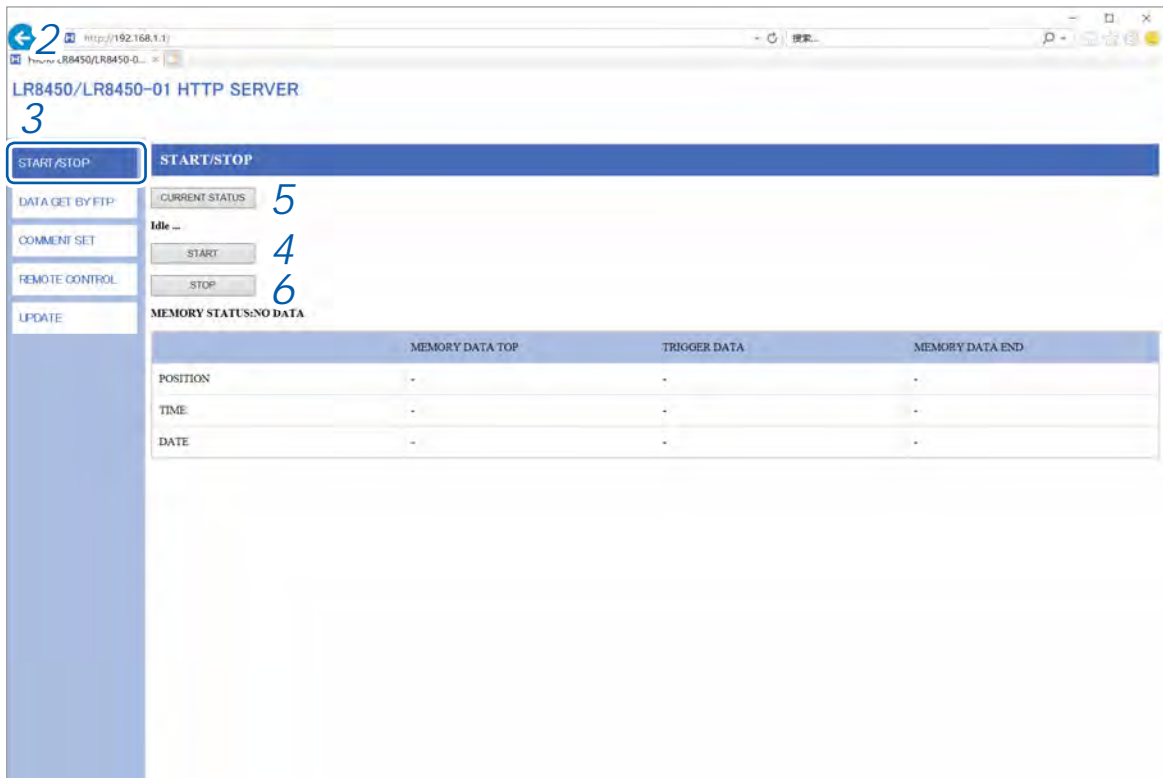 2 http://192.168.1.1/ 搜索...
LR8450/LR8450-0...
LR8450/LR8450-01 HTTP SERVER
3
START/STOP
START/STOP
DATA GET BY FTP
COMMENT SET
REMOTE CONTROL
UPDATE
CURRENT STATUS 5
Idle ...
START 4
STOP 6
MEMORY STATUS:NO DATA
MEMORY DATA TOP TRIGGER DATA MEMORY DATA END
POSITION - - -
TIME - - -
DATE - - -